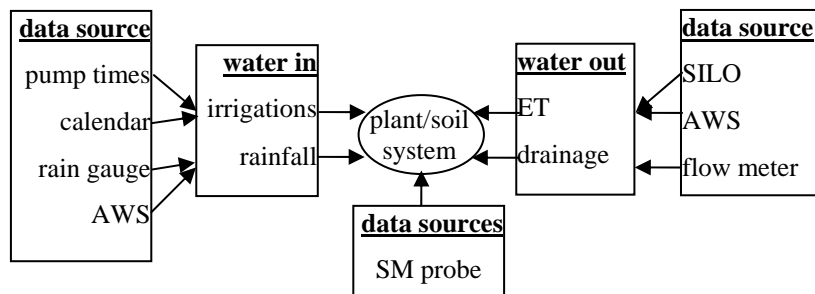 data source
pump times
calendar
rain gauge
AWS
water in
irrigations
rainfall
plant/soil
system
data sources
SM probe
water out
ET
drainage
data source
SILO
AWS
flow meter